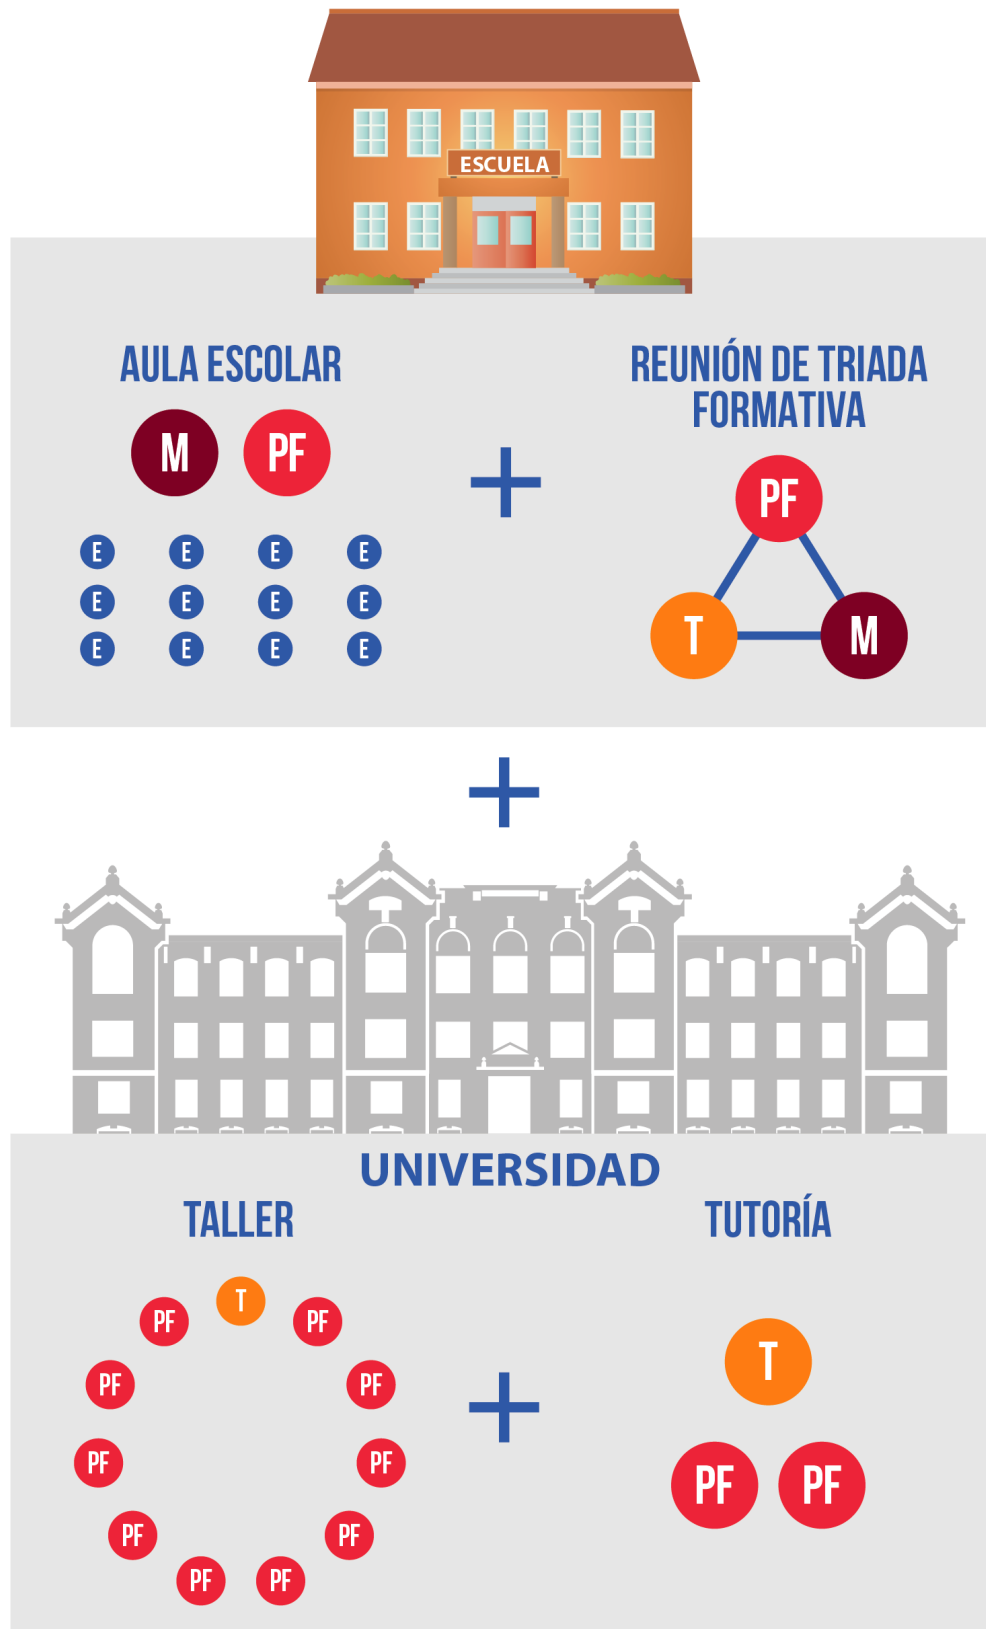 ESCUELA
AULA ESCOLAR
REUNIÓN DE TRIADA
FORMATIVA
M PF
PF
E E E E
E E E E
E E E E
T M
UNIVERSIDAD
TALLER
TUTORÍA
T
PF PF
PF PF
PF PF
PF PF
PF PF
T
PF PF